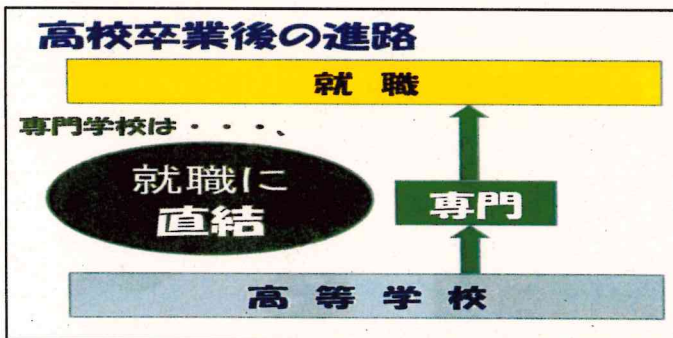 高校卒業後の進路
就職
専門学校は・・・、
就職に
直結
専門
高等学校